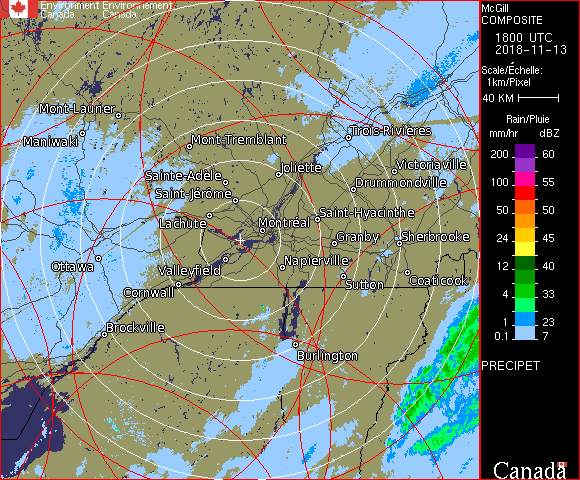 Environment Environnement
Canada Canada
McGill
COMPOSITE
1800 UTC
2018-11-13
Scale/Échelle:
1km/Pixel
40 KM
Rain/Pluie
mm/hr dBZ
200 60
55
100 55
50 50
24 45
12 40
4 33
1 23
0.1 7
PRECIPET
Canada
Mont-Laurier
Maniwaki
Trois-Rivières
Mont-Tremblant
Joliette
Victoriaville
Sainte-Adèle
Drummondville
Saint-Jérôme
Lachute
Saint-Hyacinthe
Montréal
Granby
Sherbrooke
Ottawa
Valleyfield
Napierville
Cornwall
Sutton
Coaticook
Brockville
Burlington